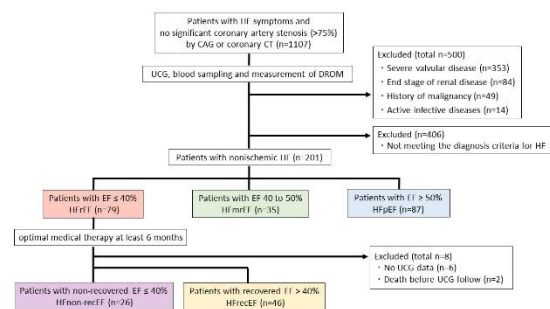 Patients with HF symptoms and
no significant coronary artery stenosis (>75%)
by CAG or coronary CT (n=1107)
UCG, blood sampling and measurement of DROM
Excluded (total n=500)
・Severe valvular disease (n=353)
・End stage of renal disease (n=84)
・History of malignancy (n=49)
・Active infective diseases (n=14)
Excluded (n=406)
・Not meeting the diagnosis criteria for HF
Patients with nonischemic HF (n=201)
Patients with EF ≤ 40%
HFrEF (n=79)
Patients with EF 40 to 50%
HFmrEF (n=35)
Patients with EF > 50%
HFpEF (n=87)
optimal medical therapy at least 6 months
Excluded (total n=8)
・No UCG data (n=6)
・Death before UCG follow (n=2)
Patients with non-recovered EF ≤ 40%
HFnon-recEF (n=26)
Patients with recovered EF > 40%
HFrecEF (n=46)